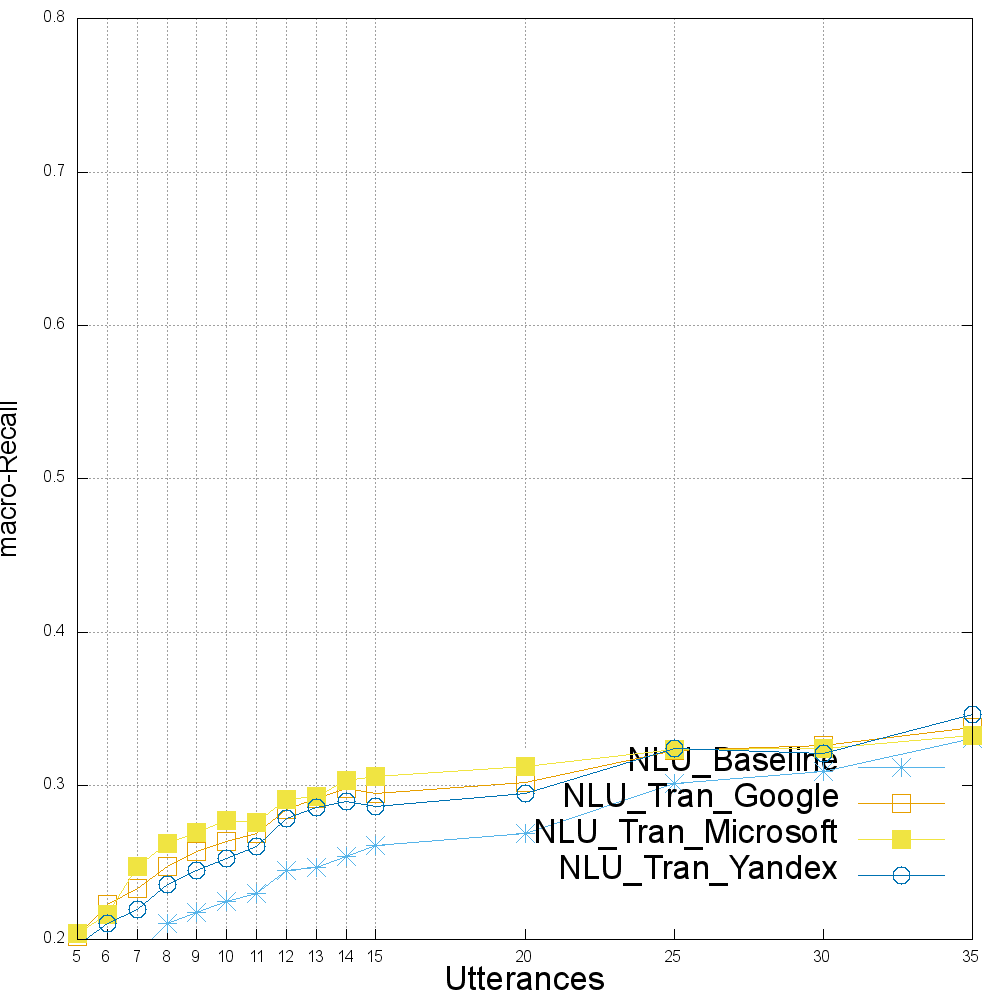 0.8
0.7
0.6
0.5
0.4
0.3
0.2
macro-Recall
NLU_Baseline
NLU_Tran_Google
NLU_Tran_Microsoft
NLU_Tran_Yandex
5 6 7 8 9 10 11 12 13 14 15 20 25 30 35
Utterances